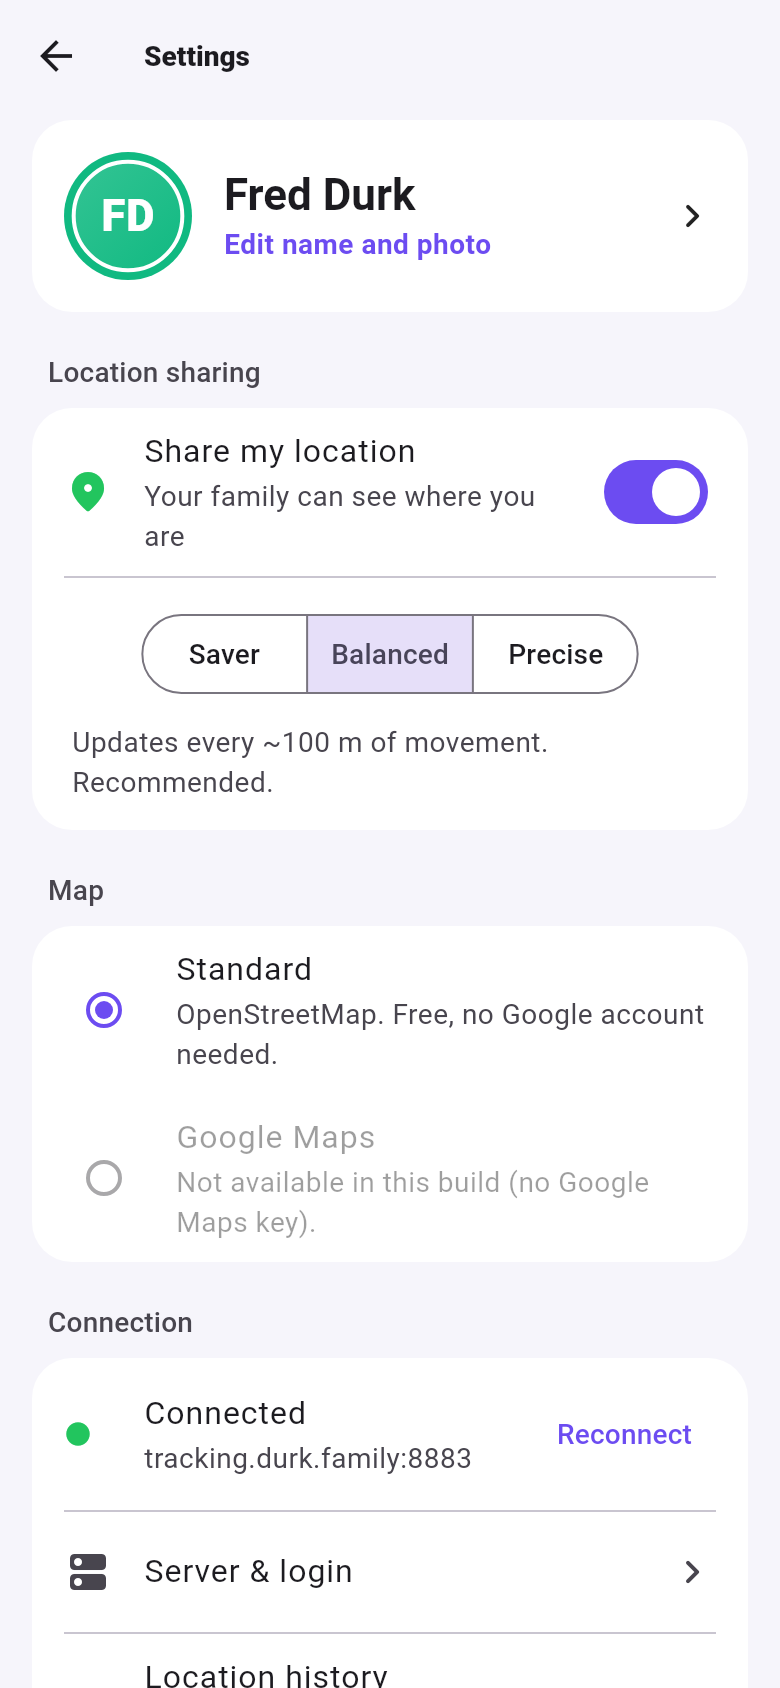 Settings
FD
Fred Durk
Edit name and photo
Location sharing
Share my location
Your family can see where you
are
Saver
Balanced
Precise
Updates every ~100 m of movement.
Recommended.
Map
Standard
OpenStreetMap. Free, no Google account
needed.
Google Maps
Not available in this build (no Google
Maps key).
Connection
Connected
tracking.durk.family:8883
Reconnect
Server & login
Location history